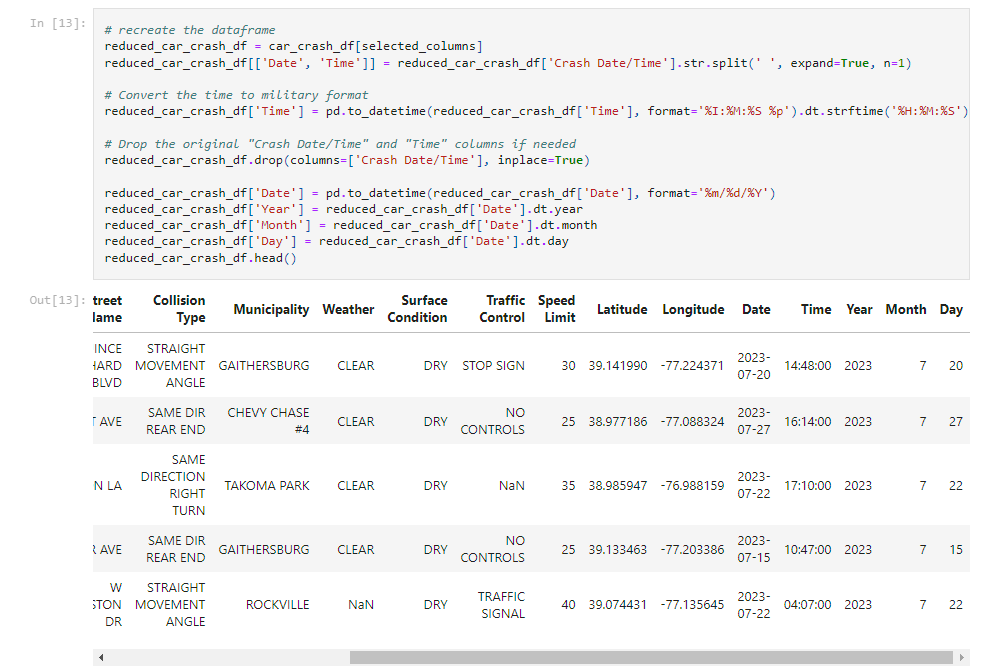 In [13]:
# recreate the dataframe
reduced_car_crash_df = car_crash_df[selected_columns]
reduced_car_crash_df[['Date', 'Time']] = reduced_car_crash_df['Crash Date/Time'].str.split(' ', expand=True, n=1)
# Convert the time to military format
reduced_car_crash_df['Time'] = pd.to_datetime(reduced_car_crash_df['Time'], format='%I:%M:%S %p').dt.strftime('%H:%M:%S')
# Drop the original "Crash Date/Time" and "Time" columns if needed
reduced_car_crash_df.drop(columns=['Crash Date/Time'], inplace=True)
reduced_car_crash_df['Date'] = pd.to_datetime(reduced_car_crash_df['Date'], format='%m/%d/%Y')
reduced_car_crash_df['Year'] = reduced_car_crash_df['Date'].dt.year
reduced_car_crash_df['Month'] = reduced_car_crash_df['Date'].dt.month
reduced_car_crash_df['Day'] = reduced_car_crash_df['Date'].dt.day
reduced_car_crash_df.head()
Out[13]:
treet Collision Surface Traffic Speed
ame Type Municipality Weather Condition Control Limit Latitude Longitude Date Time Year Month Day
INCE STRAIGHT
HARD MOVEMENT GAITHERSBURG CLEAR DRY STOP SIGN 30 39.141990 -77.224371 2023- 14:48:00 2023 7 20
BLVD ANGLE 07-20
T AVE SAME DIR CHEVY CHASE CLEAR DRY NO 25 38.977186 -77.088324 2023- 16:14:00 2023 7 27
REAR END #4 CONTROLS 07-27
SAME
DIRECTION
N LA RIGHT TAKOMA PARK CLEAR DRY NaN 35 38.985947 -76.988159 2023- 17:10:00 2023 7 22
TURN 07-22
R AVE SAME DIR GAITHERSBURG CLEAR DRY NO 25 39.133463 -77.203386 2023- 10:47:00 2023 7 15
REAR END CONTROLS 07-15
W STRAIGHT
STON MOVEMENT ROCKVILLE NaN DRY TRAFFIC 40 39.074431 -77.135645 2023- 04:07:00 2023 7 22
DR ANGLE SIGNAL 07-22